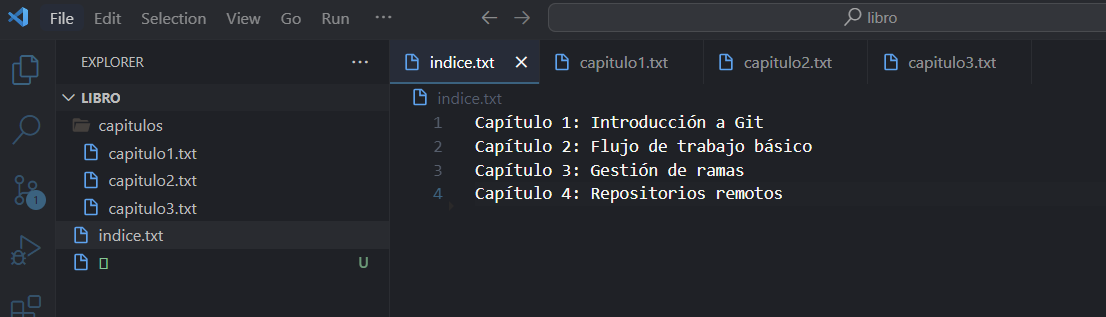 File Edit Selection View Go Run ··· libro
EXPLORER ··· indice.txt capitulo1.txt capitulo2.txt capitulo3.txt
LIBRO
indice.txt
capitulos
capitulo1.txt
capitulo2.txt
capitulo3.txt
indice.txt
U
1
1 Capítulo 1: Introducción a Git
2 Capítulo 2: Flujo de trabajo básico
3 Capítulo 3: Gestión de ramas
4 Capítulo 4: Repositorios remotos